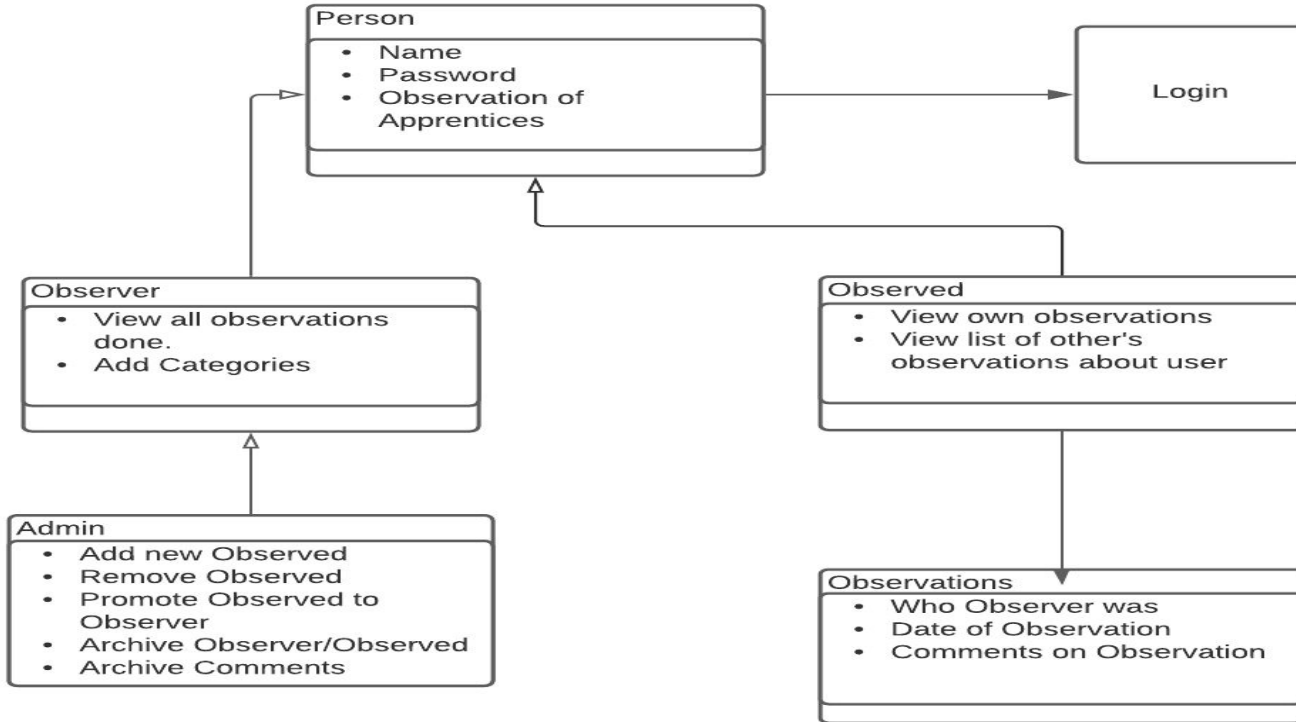 Person
• Name
• Password
• Observation of
Apprentices
Login
Observer
• View all observations
done.
• Add Categories
Observed
• View own observations
• View list of other's
observations about user
Admin
• Add new Observed
• Remove Observed
• Promote Observed to
Observer
• Archive Observer/Observed
• Archive Comments
Observations
• Who Observer was
• Date of Observation
• Comments on Observation